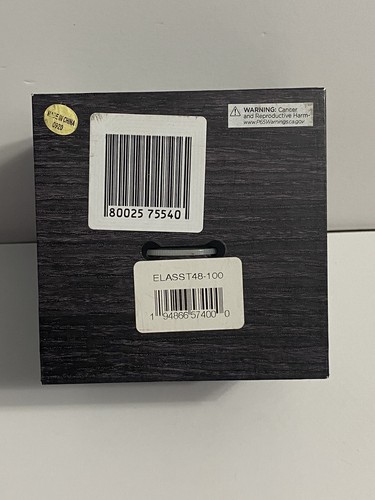 MADE IN CHINA
0920
WARNING: Cancer
and Reproductive Harm-
www.P65Warnings.ca.gov
80025 75540
ELASST48-100
1 94866 57400 0